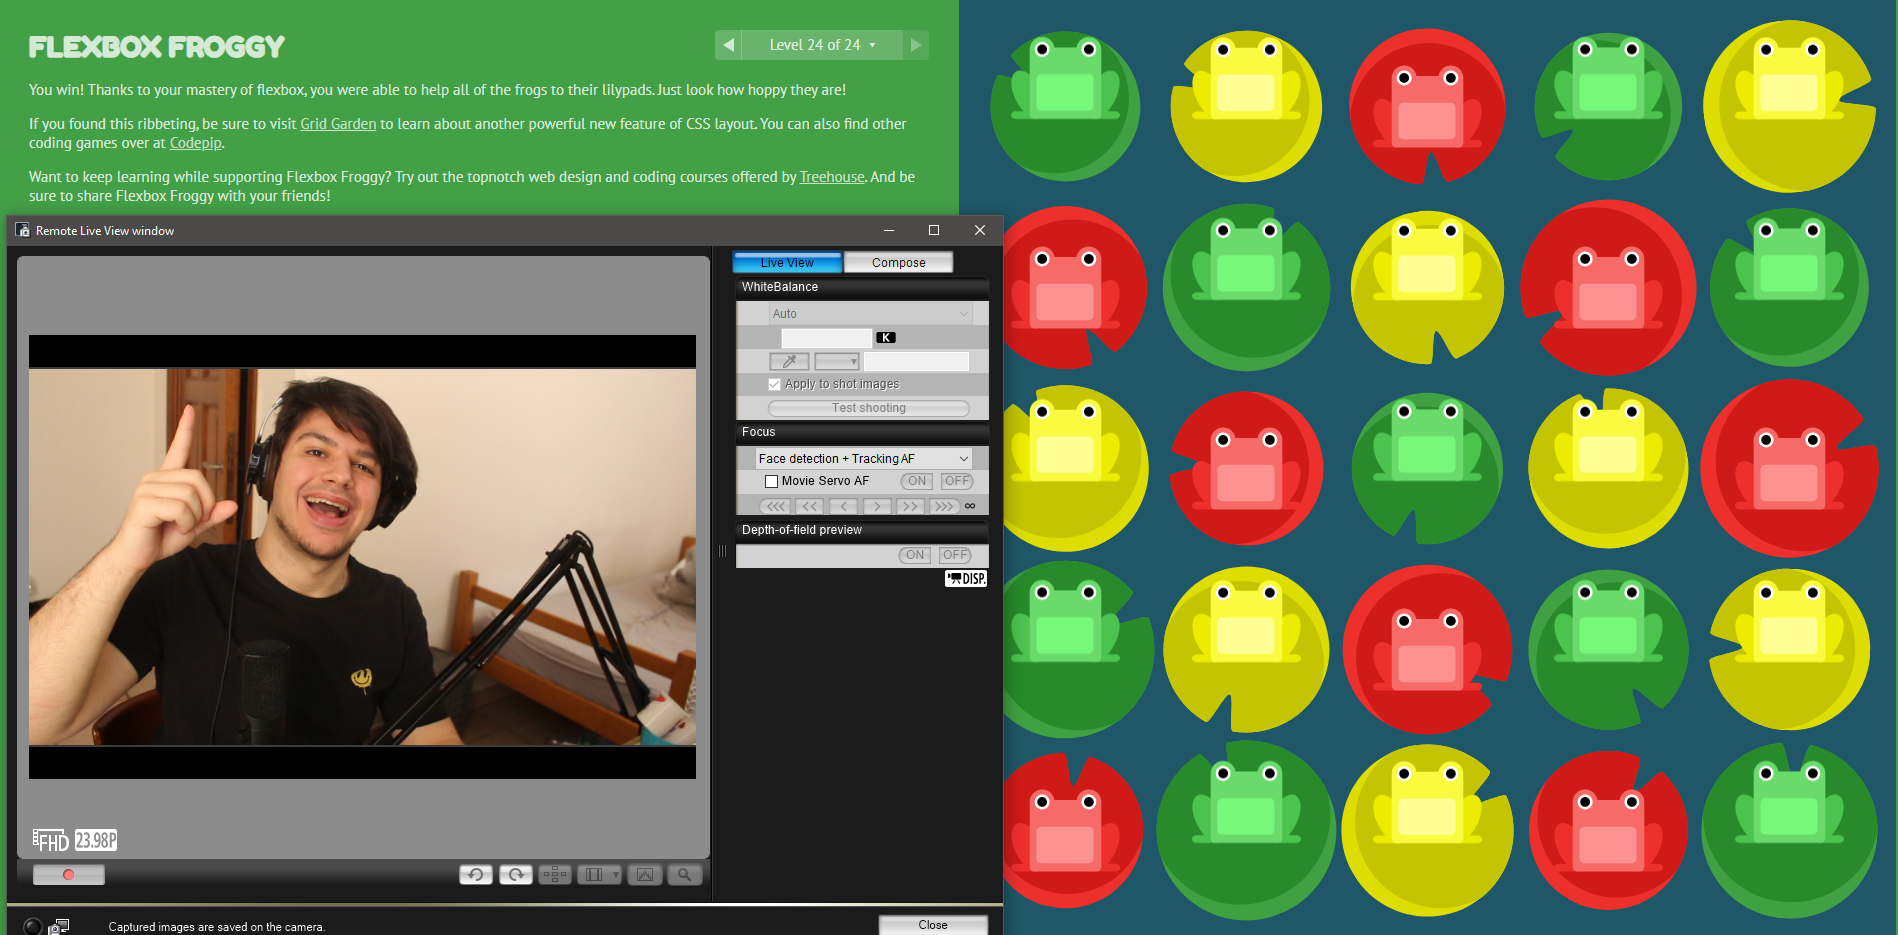 FLEXBOX FROGGY
Level 24 of 24
You win! Thanks to your mastery of flexbox, you were able to help all of the frogs to their lilypads. Just look how hoppy they are!
If you found this ribbeting, be sure to visit Grid Garden to learn about another powerful new feature of CSS layout. You can also find other
coding games over at Codepip.
Want to keep learning while supporting Flexbox Froggy? Try out the topnotch web design and coding courses offered by Treehouse. And be
sure to share Flexbox Froggy with your friends!
Remote Live View window
Live View
Compose
WhiteBalance
Auto
K
Apply to shot images
Test shooting
Focus
Face detection + Tracking AF
Movie Servo AF
ON
OFF
<<<
<<
<
>
>>
>>>
∞
Depth-of-field preview
ON
OFF
DISP.
FHD
23.98P
Captured images are saved on the camera.
Close